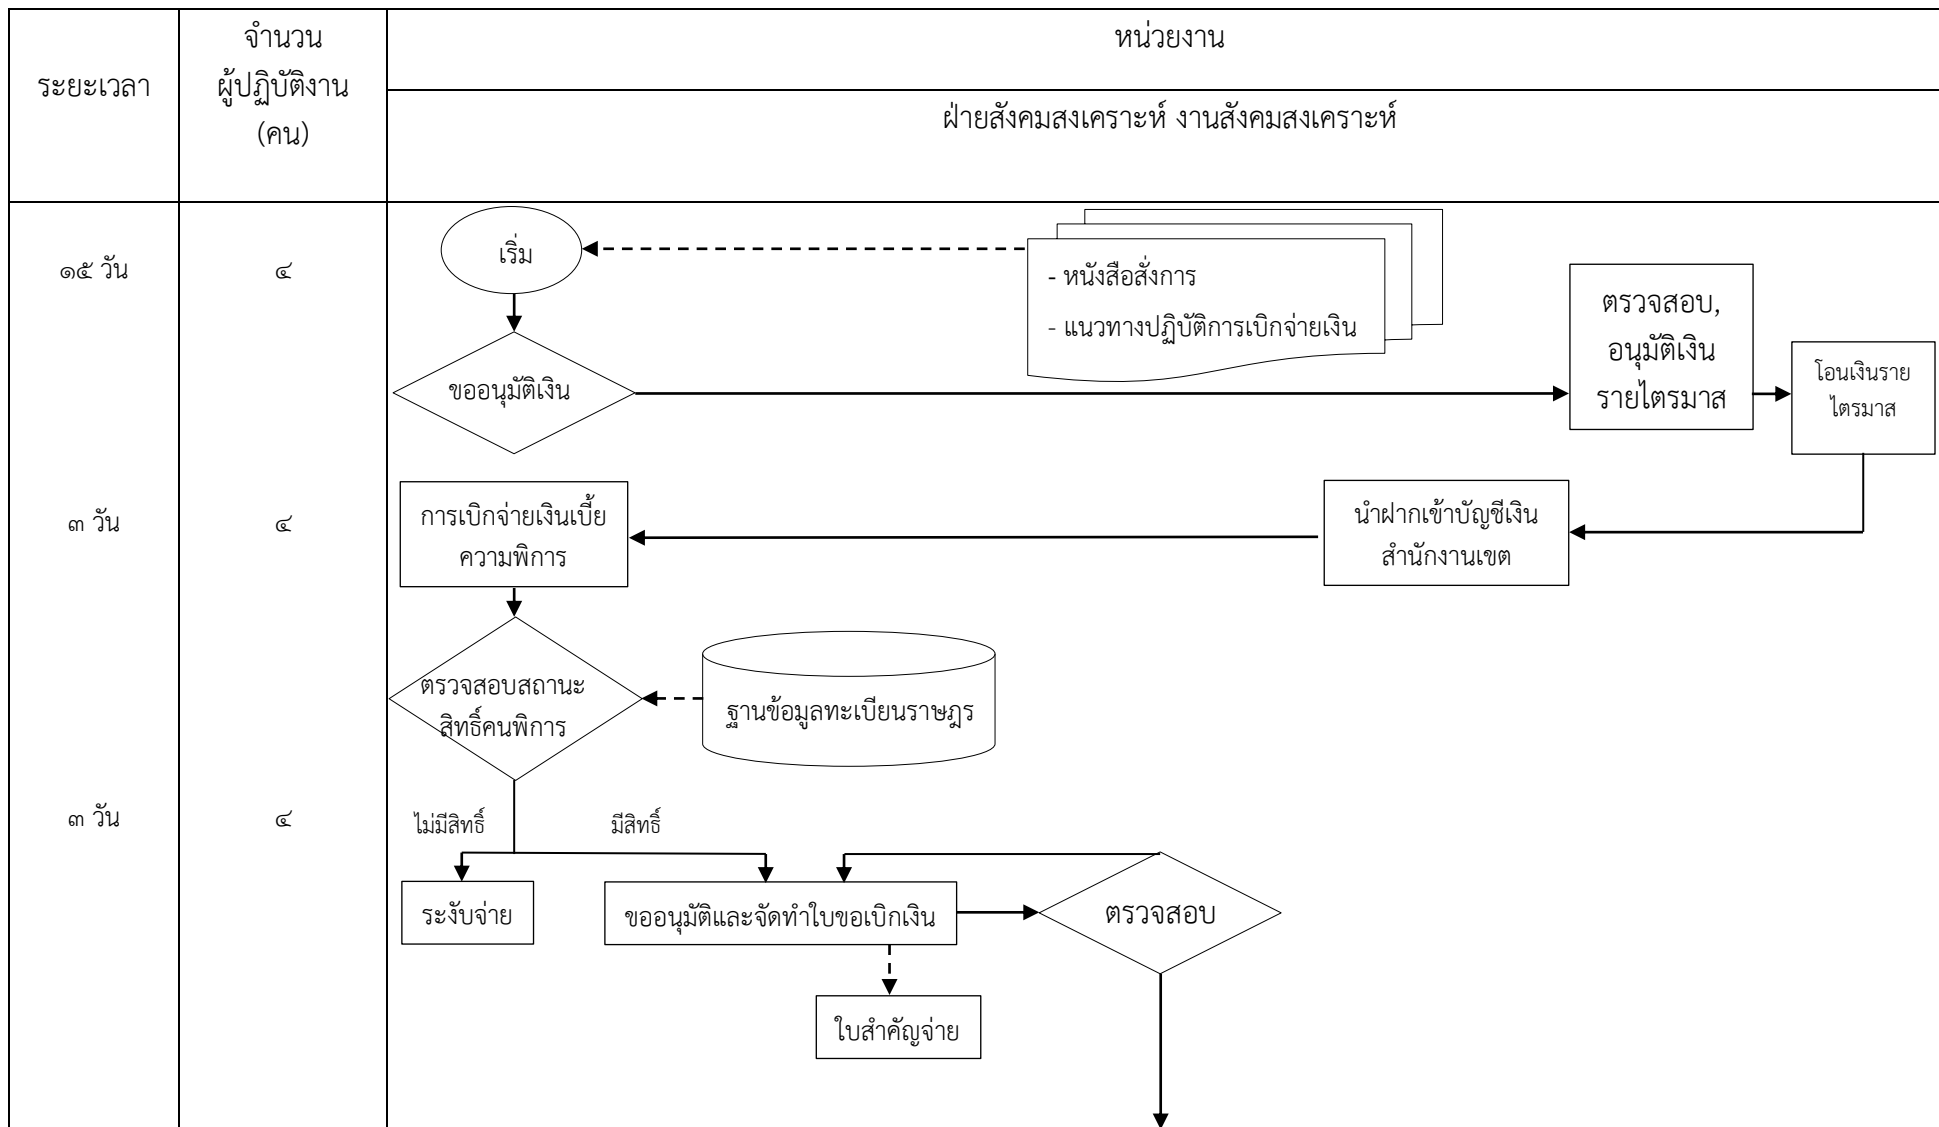 ระยะเวลา
จำนวน
ผู้ปฏิบัติงาน
(คน)
หน่วยงาน
ฝ่ายสังคมสงเคราะห์ งานสังคมสงเคราะห์
๑๕ วัน
๔
เริ่ม
- หนังสือสั่งการ
- แนวทางปฏิบัติการเบิกจ่ายเงิน
ขออนุมัติเงิน
ตรวจสอบ,
อนุมัติเงิน
รายไตรมาส
โอนเงินราย
ไตรมาส
๓ วัน
๔
การเบิกจ่ายเงินเบี้ย
ความพิการ
นำฝากเข้าบัญชีเงิน
สำนักงานเขต
ตรวจสอบสถานะ
สิทธิ์คนพิการ
ฐานข้อมูลทะเบียนราษฎร
๓ วัน
๔
ไม่มีสิทธิ์
มีสิทธิ์
ระงับจ่าย
ขออนุมัติและจัดทำใบขอเบิกเงิน
ตรวจสอบ
ใบสำคัญจ่าย